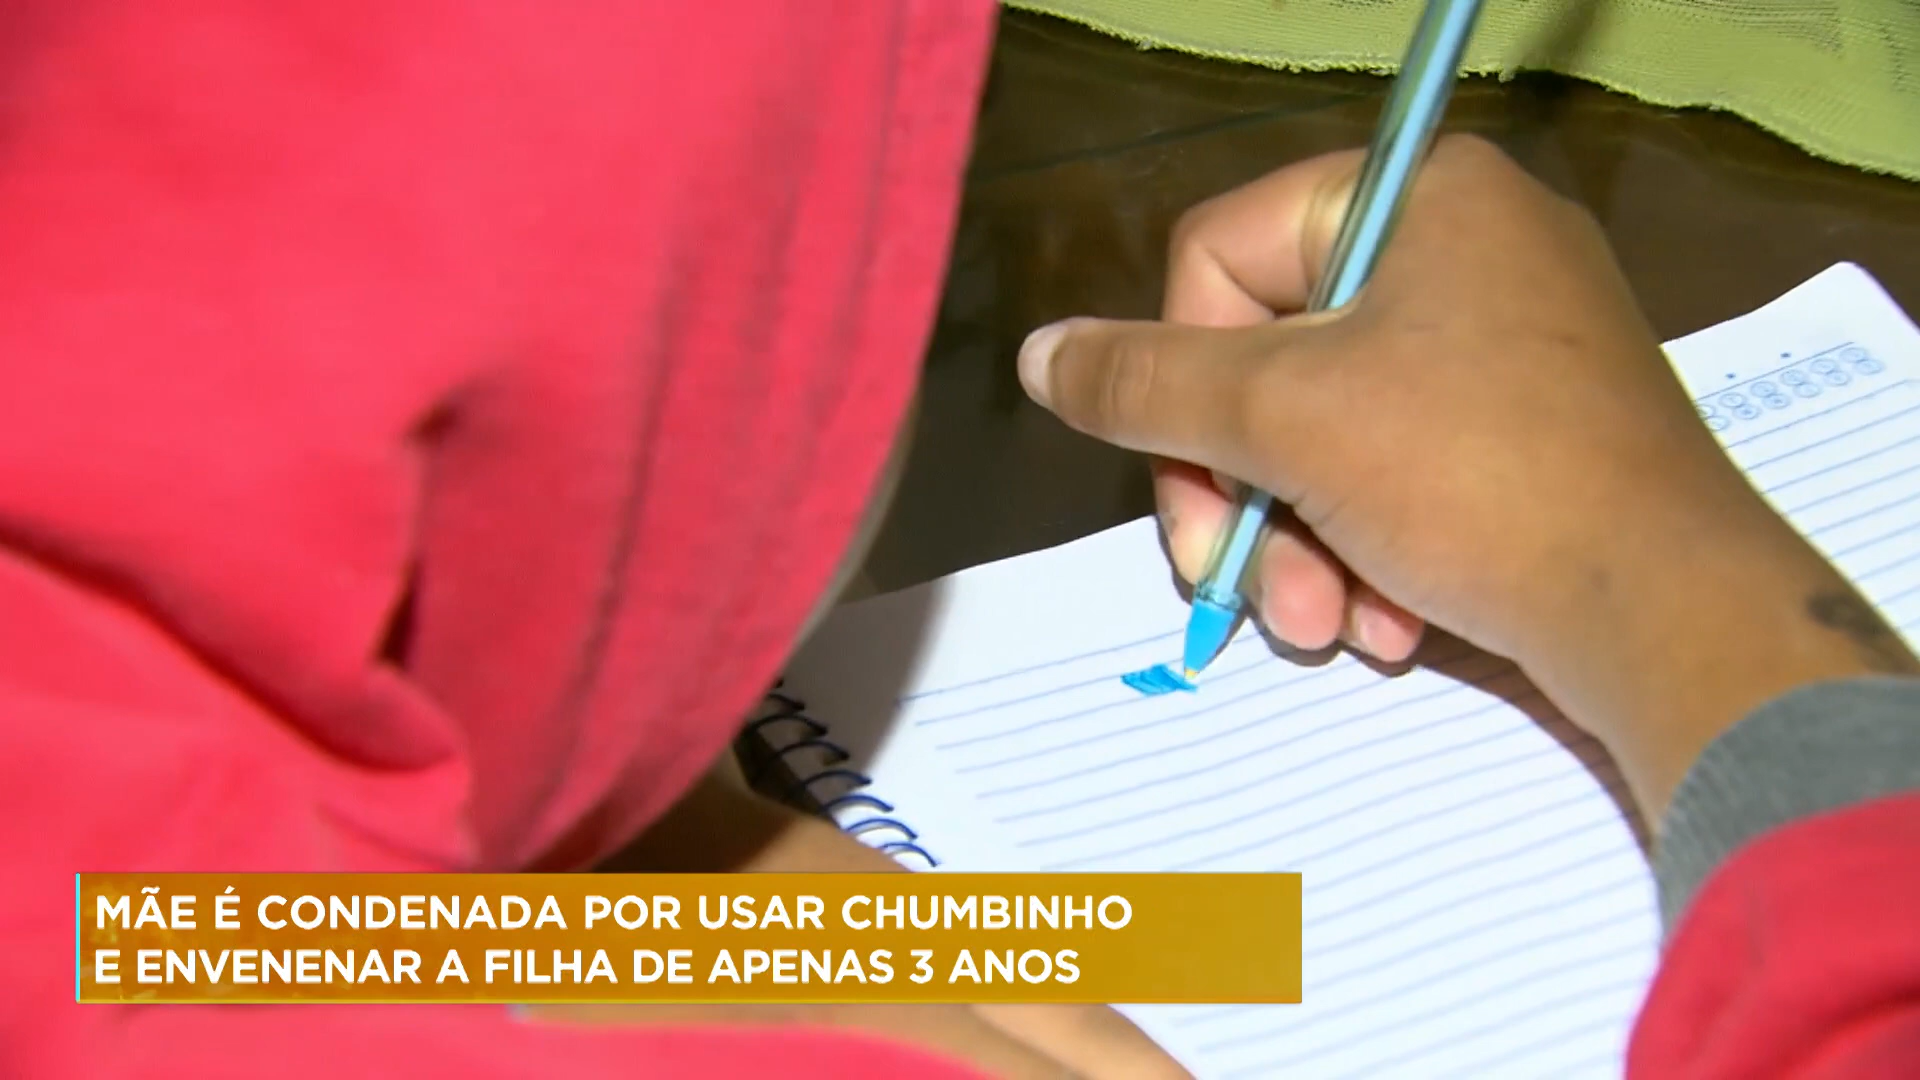 MÃE É CONDENADA POR USAR CHUMBINHO
E ENVENENAR A FILHA DE APENAS 3 ANOS